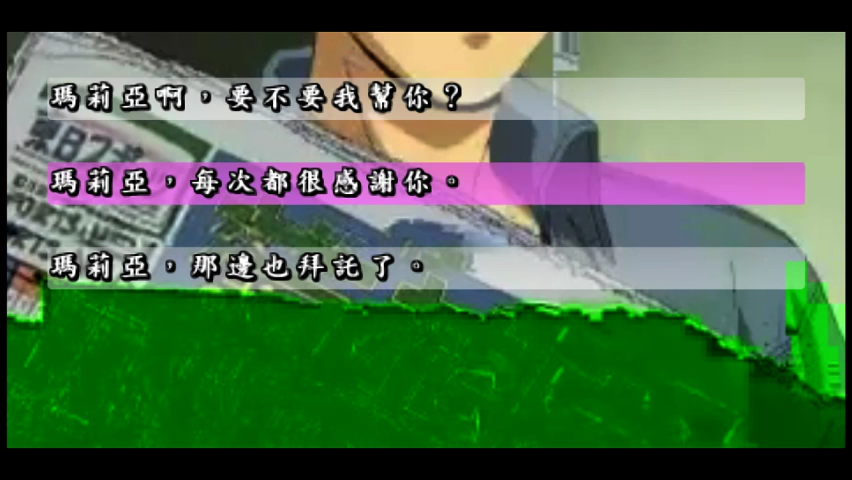 瑪莉亞啊，要不要我幫你？
瑪莉亞，每次都很感謝你。
瑪莉亞，那邊也拜託了。